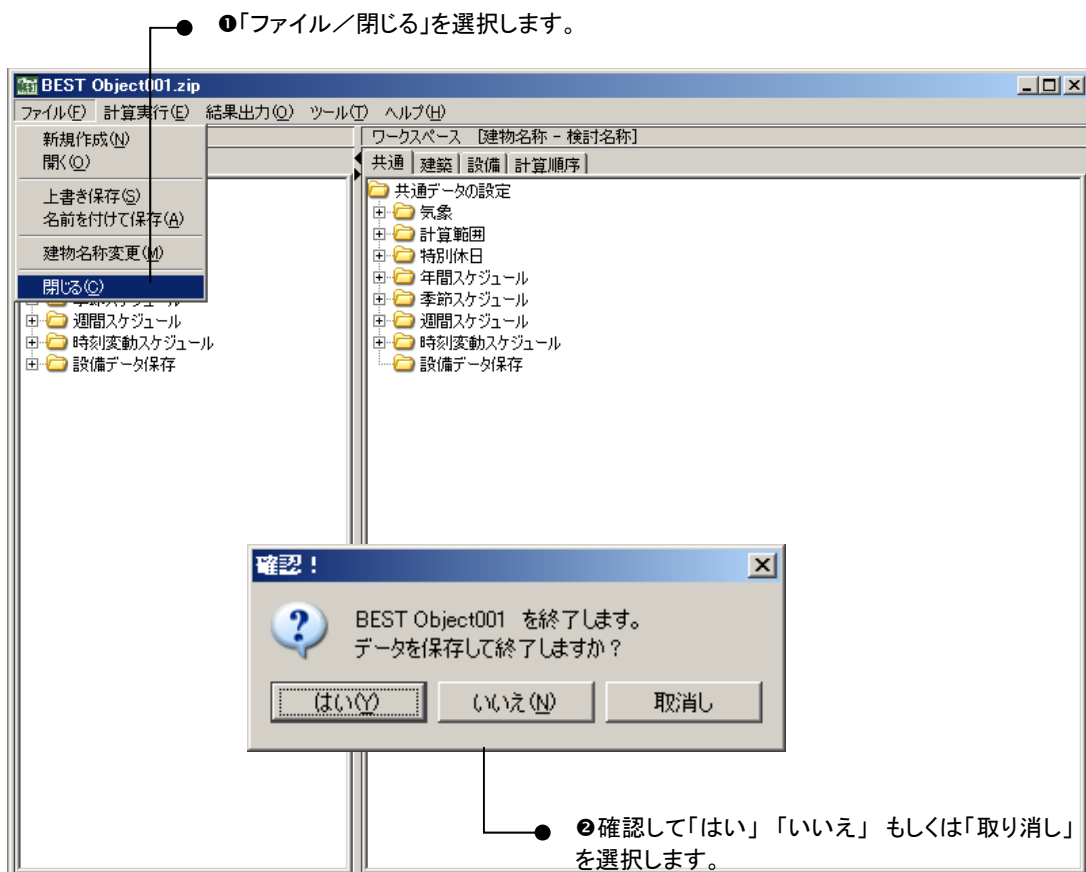 ❶「ファイル／閉じる」を選択します。
BEST Object001.zip
ファイル(F) 計算実行(E) 結果出力(O) ツール(T) ヘルプ(H)
新規作成(N)
開く(O)
上書き保存(S)
名前を付けて保存(A)
建物名称変更(M)
閉じる(C)
季節スケジュール
週間スケジュール
時刻変動スケジュール
設備データ保存
ワークスペース [建物名称 - 検討名称]
共通 建築 設備 計算順序
共通データの設定
気象
計算範囲
特別休日
年間スケジュール
季節スケジュール
週間スケジュール
時刻変動スケジュール
設備データ保存
確認！
BEST Object001 を終了します。
データを保存して終了しますか？
はい(Y) いいえ(N) 取消し
❷確認して「はい」「いいえ」 もしくは「取り消し」
を選択します。